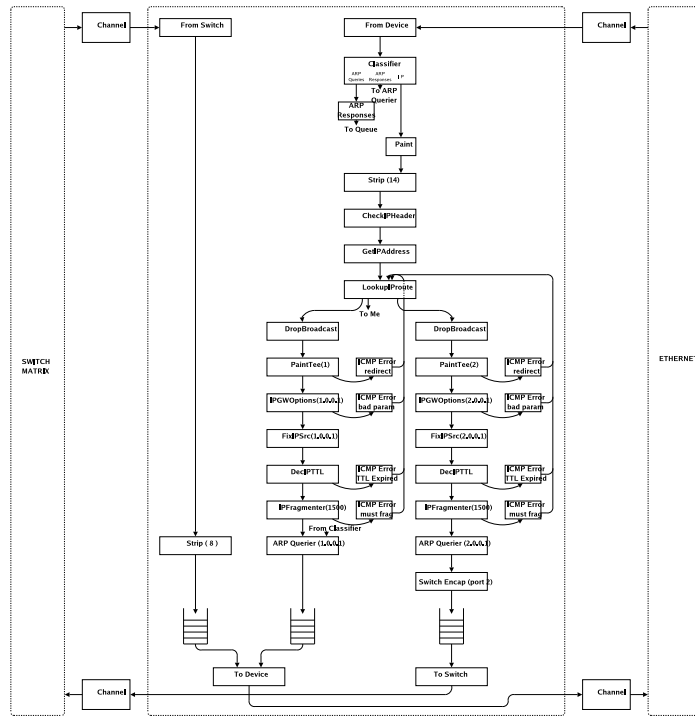 Channel
From Switch
From Device
Channel
Classifier
ARP Queries
ARP Responses
IP
To ARP Querier
ARP Responses
To Queue
Paint
Strip (14)
CheckIPHeader
GetIPAddress
LookupIProute
To Me
DropBroadcast
DropBroadcast
SWITCH MATRIX
ETHERNET
PaintTee(1)
ICMP Error redirect
PaintTee(2)
ICMP Error redirect
IPGWOptions(1.0.0.1)
ICMP Error bad param
IPGWOptions(2.0.0.1)
ICMP Error bad param
FixIPSrc(1.0.0.1)
FixIPSrc(2.0.0.1)
DecIPTTL
ICMP Error TTL Expired
DecIPTTL
ICMP Error TTL Expired
IPFragmenter(1500)
ICMP Error must frag
IPFragmenter(1500)
ICMP Error must frag
From Classifier
Strip ( 8 )
ARP Querier (1.0.0.1)
ARP Querier (2.0.0.1)
Switch Encap (port 2)
To Device
To Switch
Channel
Channel